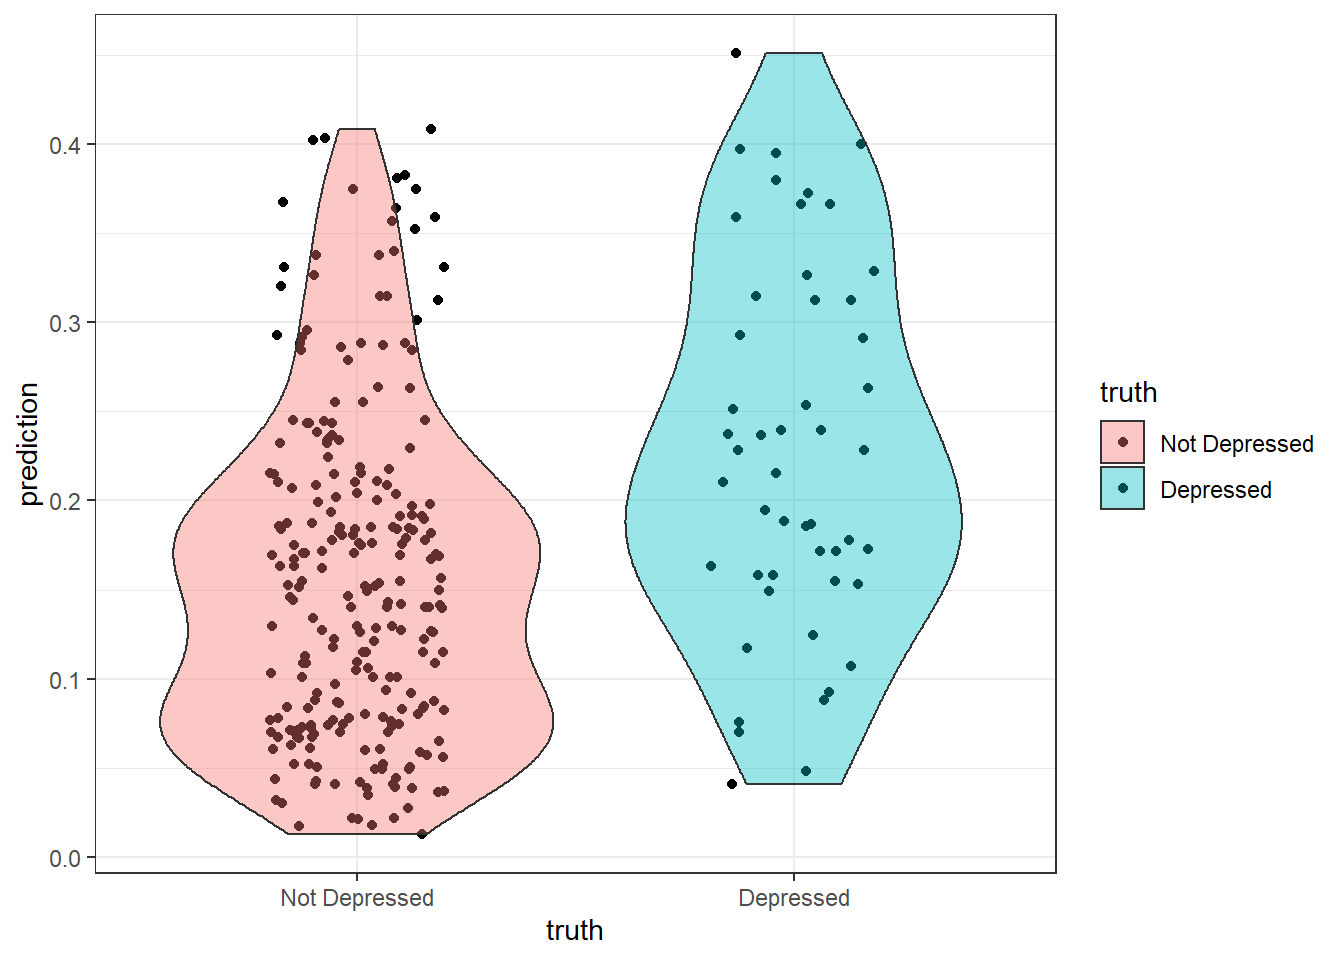 prediction
0.4
0.3
0.2
0.1
0.0
Not Depressed
Depressed
truth
truth
Not Depressed
Depressed